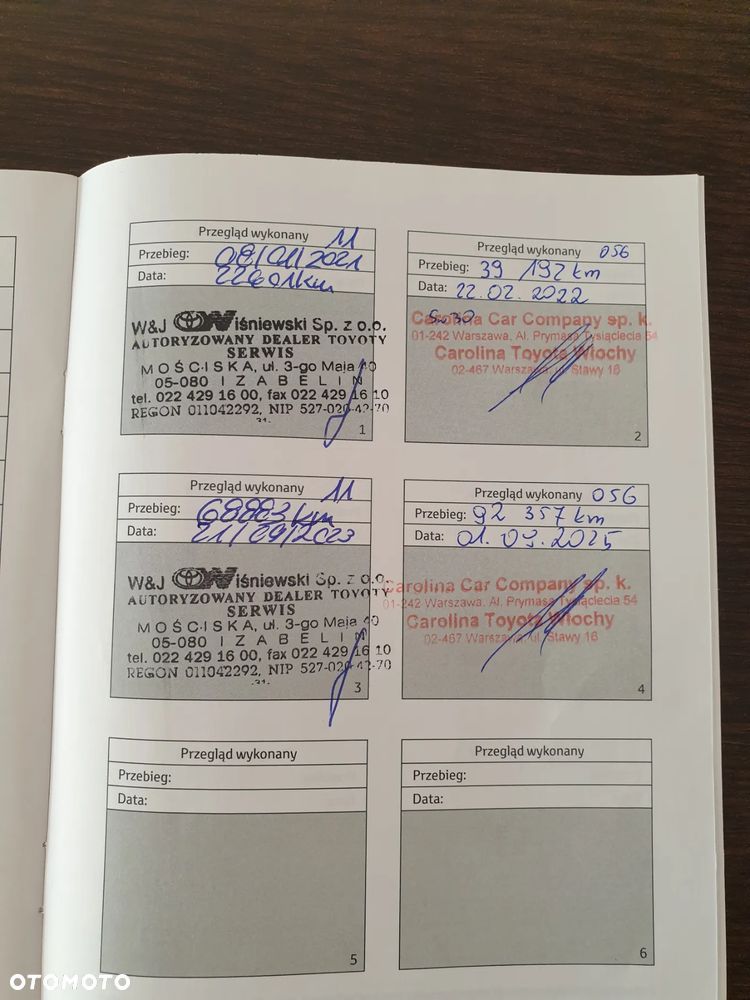 Przegląd wykonany 11
Przebieg: 08/01/2021
Data: 22601km
W&J Wiśniewski Sp. z o.o.
AUTORYZOWANY DEALER TOYOTY
SERWIS
MOŚCISKA, ul. 3-go Maja 40
05-080 IZABELIN
tel. 022 429 16 00, fax 022 429 16 10
REGON 011042292, NIP 527-020-42-70
-31-
1
Przegląd wykonany 056
Przebieg: 39 192 km
Data: 22.02.2022
5w30
Carolina Car Company sp. k.
01-242 Warszawa, Al. Prymasa Tysiąclecia 54
Carolina Toyota Włochy
02-467 Warszawa, ul. Stawy 16
2
Przegląd wykonany 11
Przebieg: 68883km
Data: 21/09/2023
W&J Wiśniewski Sp. z o.o.
AUTORYZOWANY DEALER TOYOTY
SERWIS
MOŚCISKA, ul. 3-go Maja 40
05-080 IZABELIN
tel. 022 429 16 00, fax 022 429 16 10
REGON 011042292, NIP 527-020-42-70
-31-
3
Przegląd wykonany 056
Przebieg: 92 357 km
Data: 01.09.2025
Carolina Car Company sp. k.
01-242 Warszawa, Al. Prymasa Tysiąclecia 54
Carolina Toyota Włochy
02-467 Warszawa, ul. Stawy 16
4
Przegląd wykonany
Przebieg:
Data:
5
Przegląd wykonany
Przebieg:
Data:
6
OTOMOTO